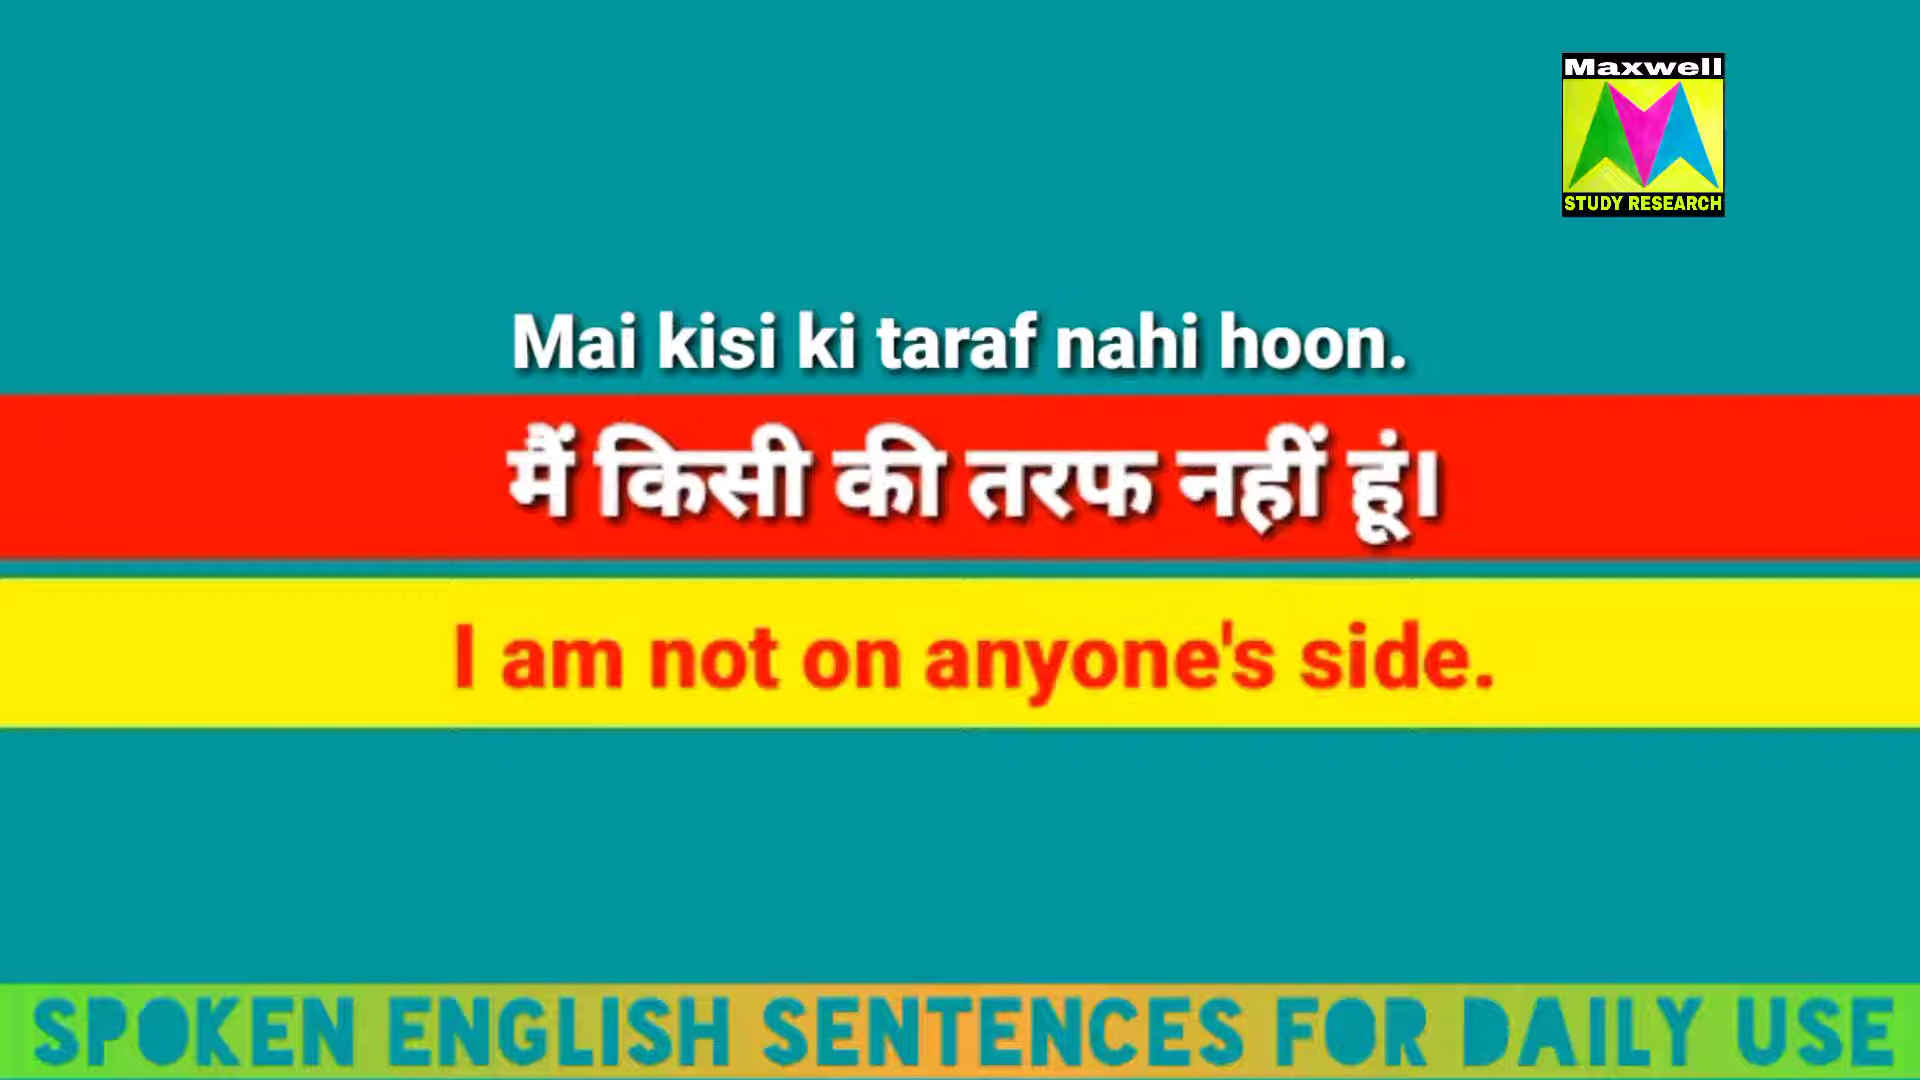 Maxwell
STUDY RESEARCH
Mai kisi ki taraf nahi hoon.
मैं किसी की तरफ नहीं हूं।
I am not on anyone's side.
SPOKEN ENGLISH SENTENCES FOR DAILY USE